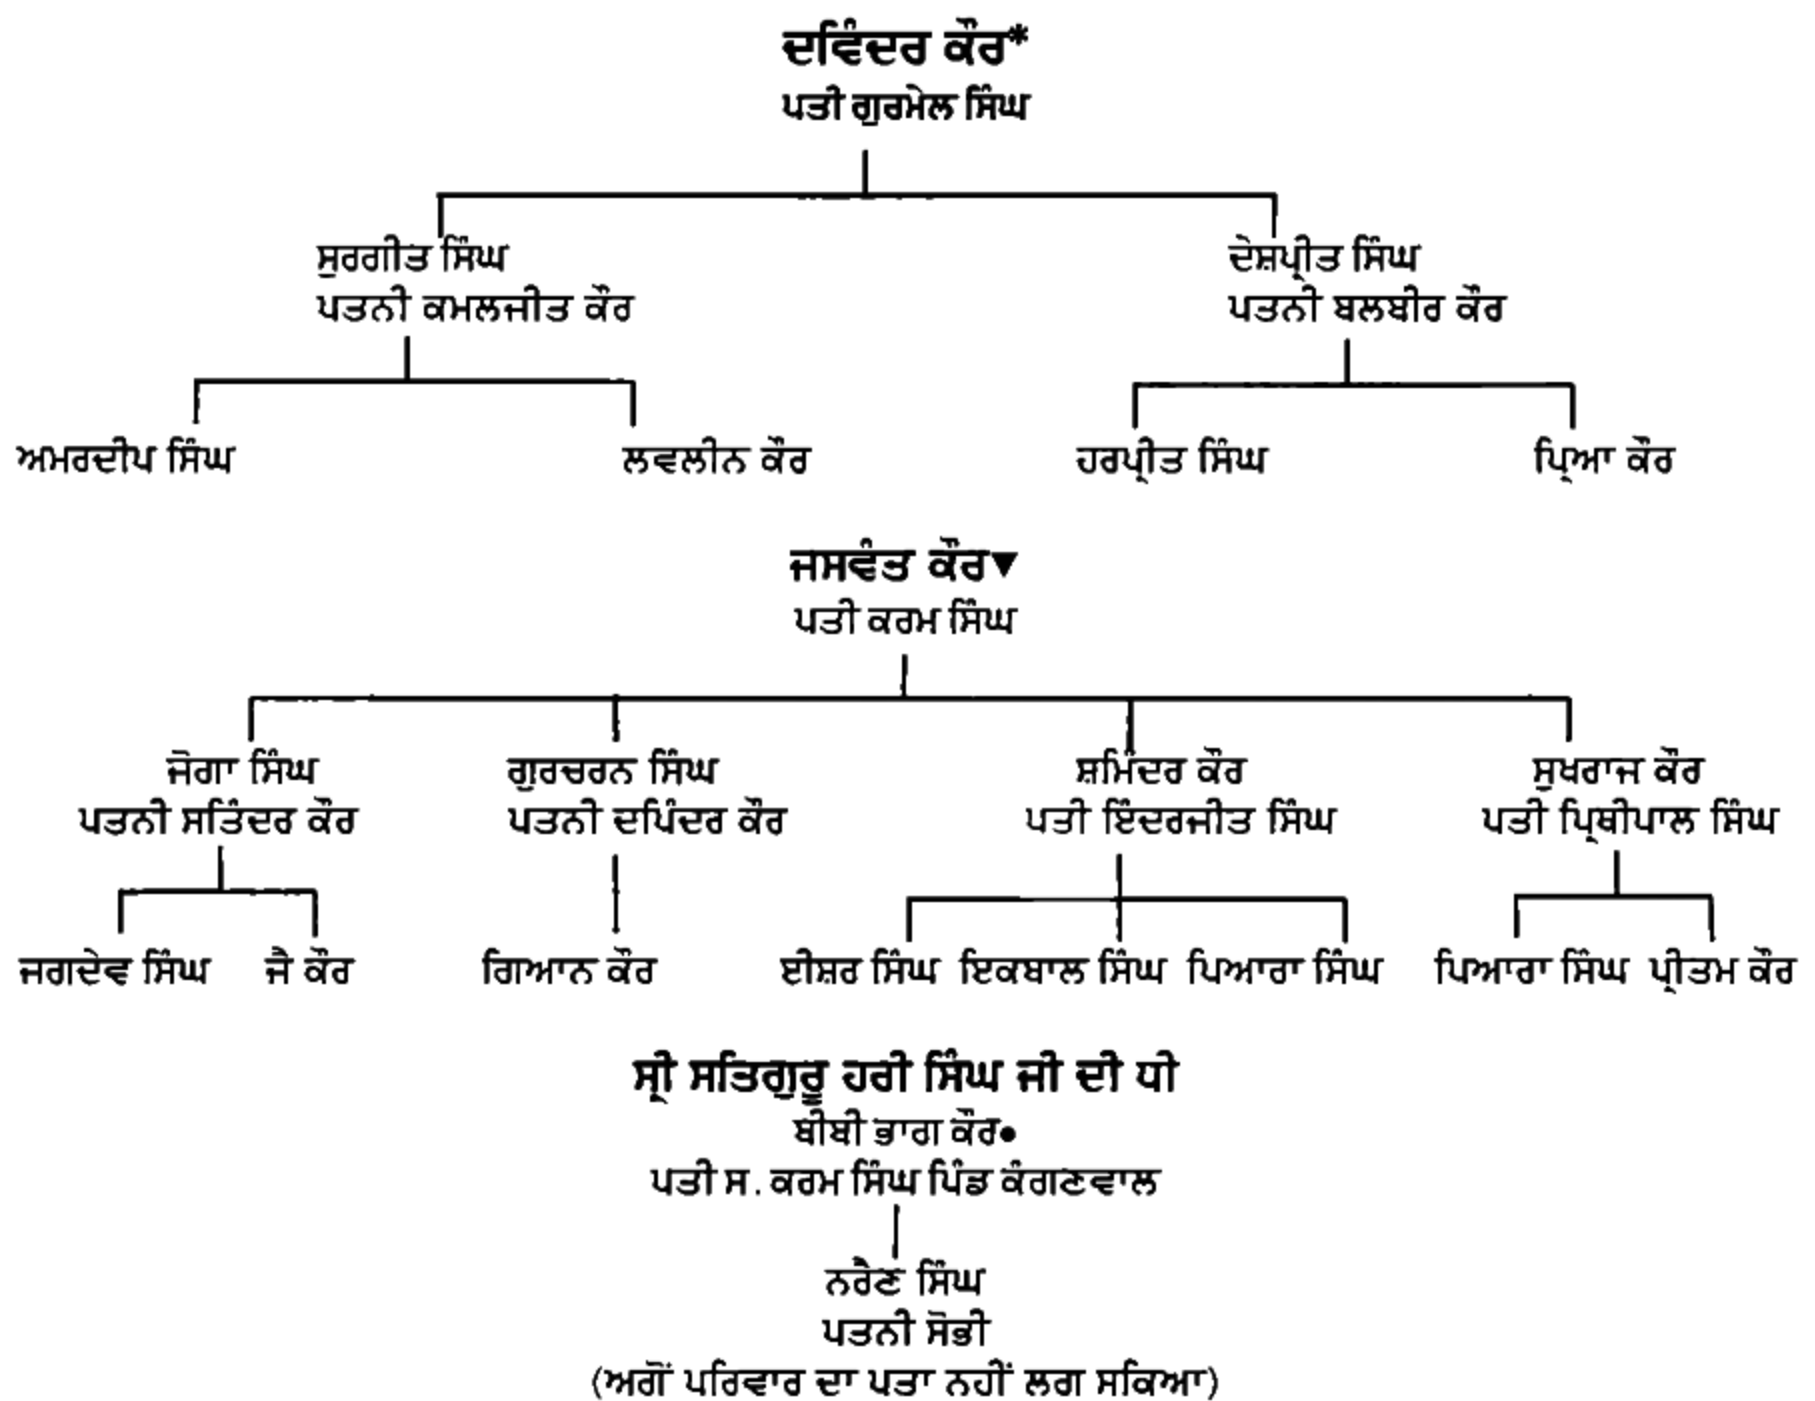 ਦਵਿੰਦਰ ਕੌਰ*
ਪਤੀ ਗੁਰਮੇਲ ਸਿੰਘ
ਸੁਰਗੀਤ ਸਿੰਘ ਦੇਸ਼ਪ੍ਰੀਤ ਸਿੰਘ
ਪਤਨੀ ਕਮਲਜੀਤ ਕੌਰ ਪਤਨੀ ਬਲਬੀਰ ਕੌਰ
ਅਮਰਦੀਪ ਸਿੰਘ ਲਵਲੀਨ ਕੌਰ ਹਰਪ੍ਰੀਤ ਸਿੰਘ ਪ੍ਰਿਆ ਕੌਰ
ਜਸਵੰਤ ਕੌਰ▼
ਪਤੀ ਕਰਮ ਸਿੰਘ
ਜੋਗਾ ਸਿੰਘ ਗੁਰਚਰਨ ਸਿੰਘ ਸ਼ਮਿੰਦਰ ਕੌਰ ਸੁਖਰਾਜ ਕੌਰ
ਪਤਨੀ ਸਤਿੰਦਰ ਕੌਰ ਪਤਨੀ ਦਪਿੰਦਰ ਕੌਰ ਪਤੀ ਇੰਦਰਜੀਤ ਸਿੰਘ ਪਤੀ ਪ੍ਰਿਥੀਪਾਲ ਸਿੰਘ
ਜਗਦੇਵ ਸਿੰਘ ਜੈ ਕੌਰ ਗਿਆਨ ਕੌਰ ਈਸ਼ਰ ਸਿੰਘ ਇਕਬਾਲ ਸਿੰਘ ਪਿਆਰਾ ਸਿੰਘ ਪਿਆਰਾ ਸਿੰਘ ਪ੍ਰੀਤਮ ਕੌਰ
ਸ੍ਰੀ ਸਤਿਗੁਰੂ ਹਰੀ ਸਿੰਘ ਜੀ ਦੀ ਧੀ
ਬੀਬੀ ਭਾਗ ਕੌਰ●
ਪਤੀ ਸ. ਕਰਮ ਸਿੰਘ ਪਿੰਡ ਕੰਗਣਵਾਲ
ਨਰੈਣ ਸਿੰਘ
ਪਤਨੀ ਸੋਭੀ
(ਅਗੋਂ ਪਰਿਵਾਰ ਦਾ ਪਤਾ ਨਹੀਂ ਲਗ ਸਕਿਆ)